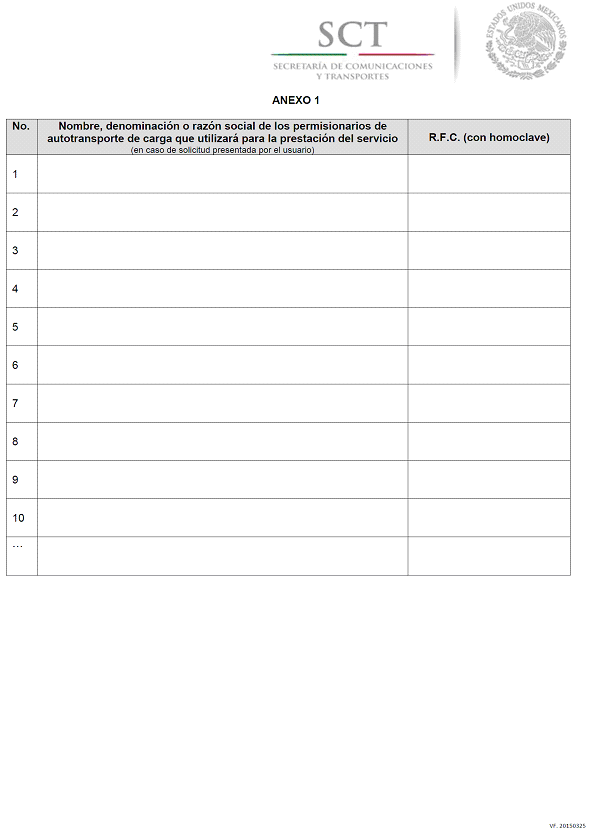 SCT
SECRETARÍA DE COMUNICACIONES
Y TRANSPORTES
ESTADOS UNIDOS MEXICANOS
ANEXO 1
No.
Nombre, denominación o razón social de los permisionarios de
autotransporte de carga que utilizará para la prestación del servicio
(en caso de solicitud presentada por el usuario)
R.F.C. (con homoclave)
1
2
3
4
5
6
7
8
9
10
...
VF. 20150325